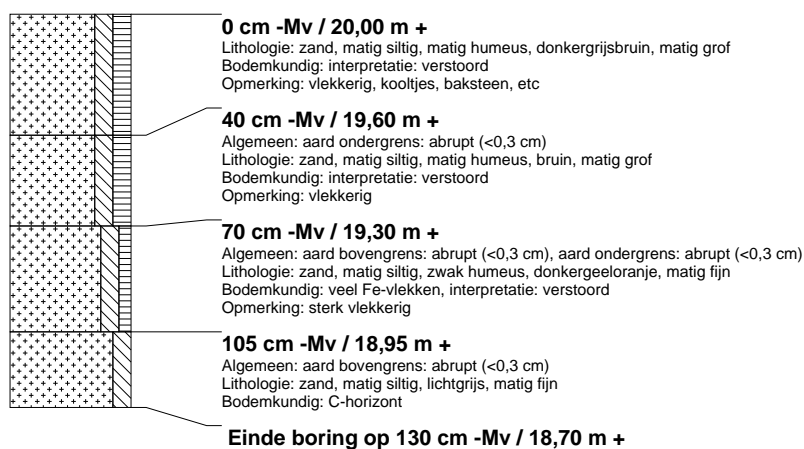 0 cm -Mv / 20,00 m +
Lithologie: zand, matig siltig, matig humeus, donkergrijsbruin, matig grof
Bodemkundig: interpretatie: verstoord
Opmerking: vlekkerig, kooltjes, baksteen, etc
40 cm -Mv / 19,60 m +
Algemeen: aard ondergrens: abrupt (<0,3 cm)
Lithologie: zand, matig siltig, matig humeus, bruin, matig grof
Bodemkundig: interpretatie: verstoord
Opmerking: vlekkerig
70 cm -Mv / 19,30 m +
Algemeen: aard bovengrens: abrupt (<0,3 cm), aard ondergrens: abrupt (<0,3 cm)
Lithologie: zand, matig siltig, zwak humeus, donkergeeloranje, matig fijn
Bodemkundig: veel Fe-vlekken, interpretatie: verstoord
Opmerking: sterk vlekkerig
105 cm -Mv / 18,95 m +
Algemeen: aard bovengrens: abrupt (<0,3 cm)
Lithologie: zand, matig siltig, lichtgrijs, matig fijn
Bodemkundig: C-horizont
Einde boring op 130 cm -Mv / 18,70 m +